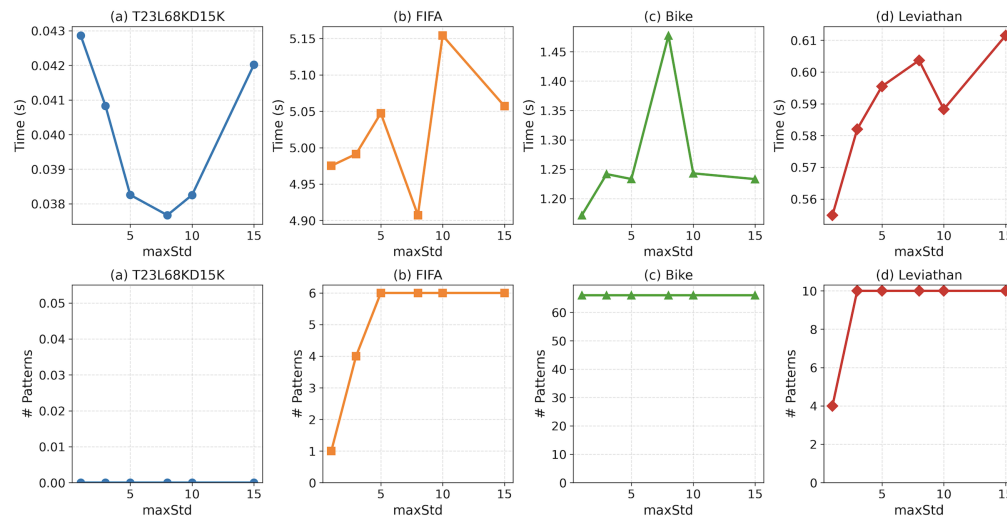 (a) T23L68KD15K
Time (s)
0.043
0.042
0.041
0.040
0.039
0.038
5 10 15
maxStd
(b) FIFA
Time (s)
5.15
5.10
5.05
5.00
4.95
4.90
5 10 15
maxStd
(c) Bike
Time (s)
1.45
1.40
1.35
1.30
1.25
1.20
5 10 15
maxStd
(d) Leviathan
Time (s)
0.61
0.60
0.59
0.58
0.57
0.56
5 10 15
maxStd
(a) T23L68KD15K
# Patterns
0.05
0.04
0.03
0.02
0.01
0.00
5 10 15
maxStd
(b) FIFA
# Patterns
6
5
4
3
2
1
0
5 10 15
maxStd
(c) Bike
# Patterns
60
50
40
30
20
10
0
5 10 15
maxStd
(d) Leviathan
# Patterns
10
8
6
4
2
0
5 10 15
maxStd